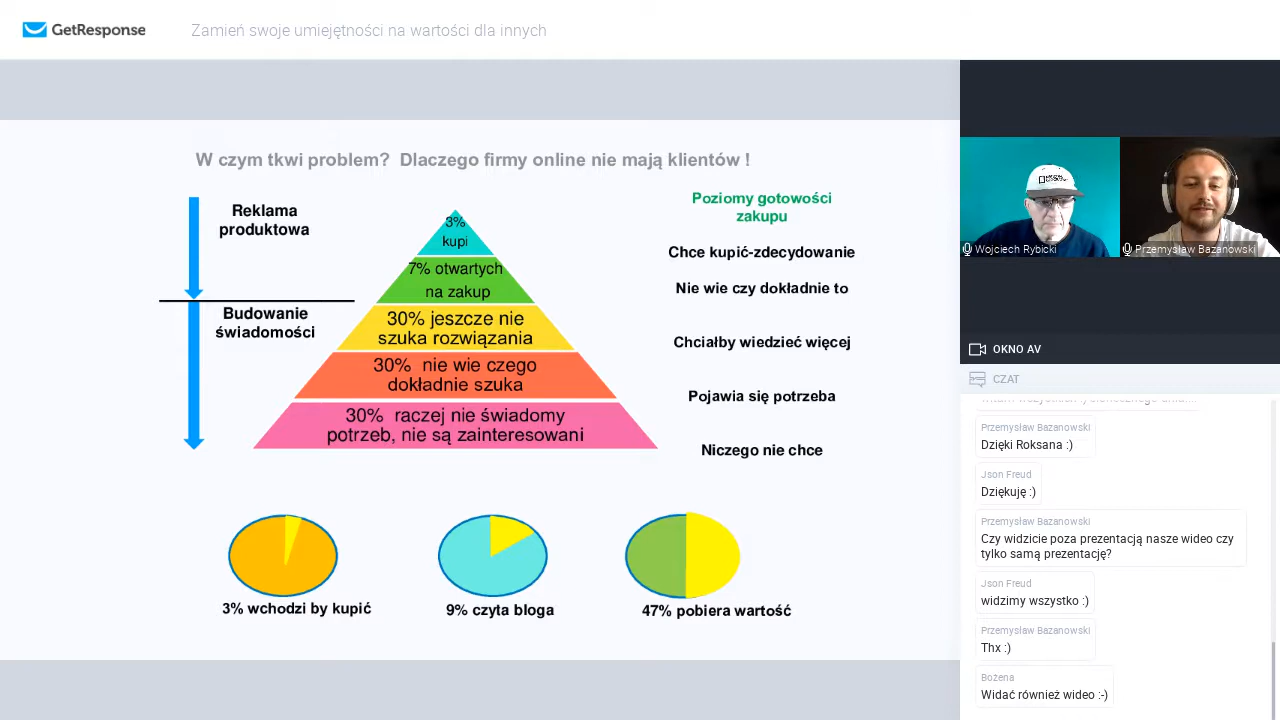 GetResponse
Zamień swoje umiejętności na wartości dla innych
W czym tkwi problem? Dlaczego firmy online nie mają klientów !
Reklama
produktowa
Budowanie
świadomości
3%
kupi
7% otwartych
na zakup
30% jeszcze nie
szuka rozwiązania
30% nie wie czego
dokładnie szuka
30% raczej nie świadomy
potrzeb, nie są zainteresowani
Poziomy gotowości
zakupu
Chce kupić-zdecydowanie
Nie wie czy dokładnie to
Chciałby wiedzieć więcej
Pojawia się potrzeba
Niczego nie chce
3% wchodzi by kupić
9% czyta bloga
47% pobiera wartość
Wojciech Rybicki
Przemysław Bazanowski
OKNO AV
CZAT
Przemysław Bazanowski
Dzięki Roksana :)
Json Freud
Dziękuję :)
Przemysław Bazanowski
Czy widzicie poza prezentacją nasze wideo czy
tylko samą prezentację?
Json Freud
widzimy wszystko :)
Przemysław Bazanowski
Thx :)
Bożena
Widać również wideo :-)